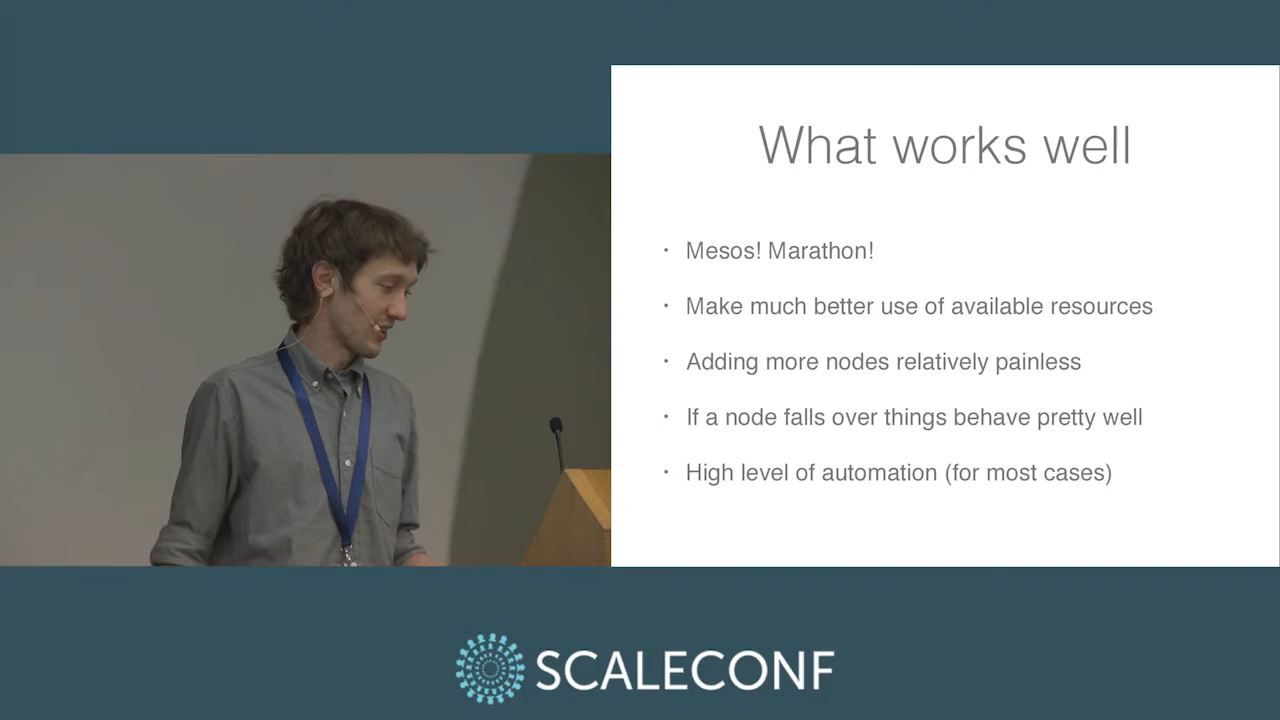 What works well
· Mesos! Marathon!
· Make much better use of available resources
· Adding more nodes relatively painless
· If a node falls over things behave pretty well
· High level of automation (for most cases)
SCALECONF